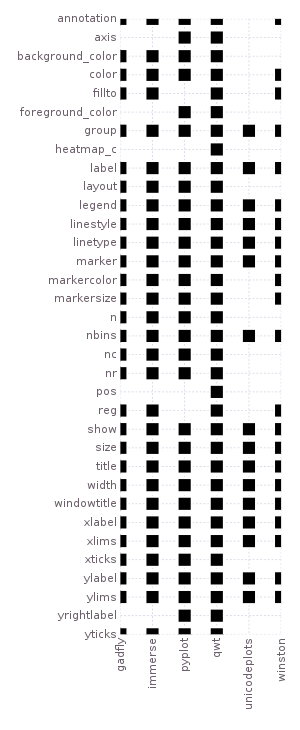 annotation
axis
background_color
color
fillto
foreground_color
group
heatmap_c
label
layout
legend
linestyle
linetype
marker
markercolor
markersize
n
nbins
nc
nr
pos
reg
show
size
title
width
windowtitle
xlabel
xlims
xticks
ylabel
ylims
yrightlabel
yticks
gadfly
immerse
pyplot
qwt
unicodeplots
winston